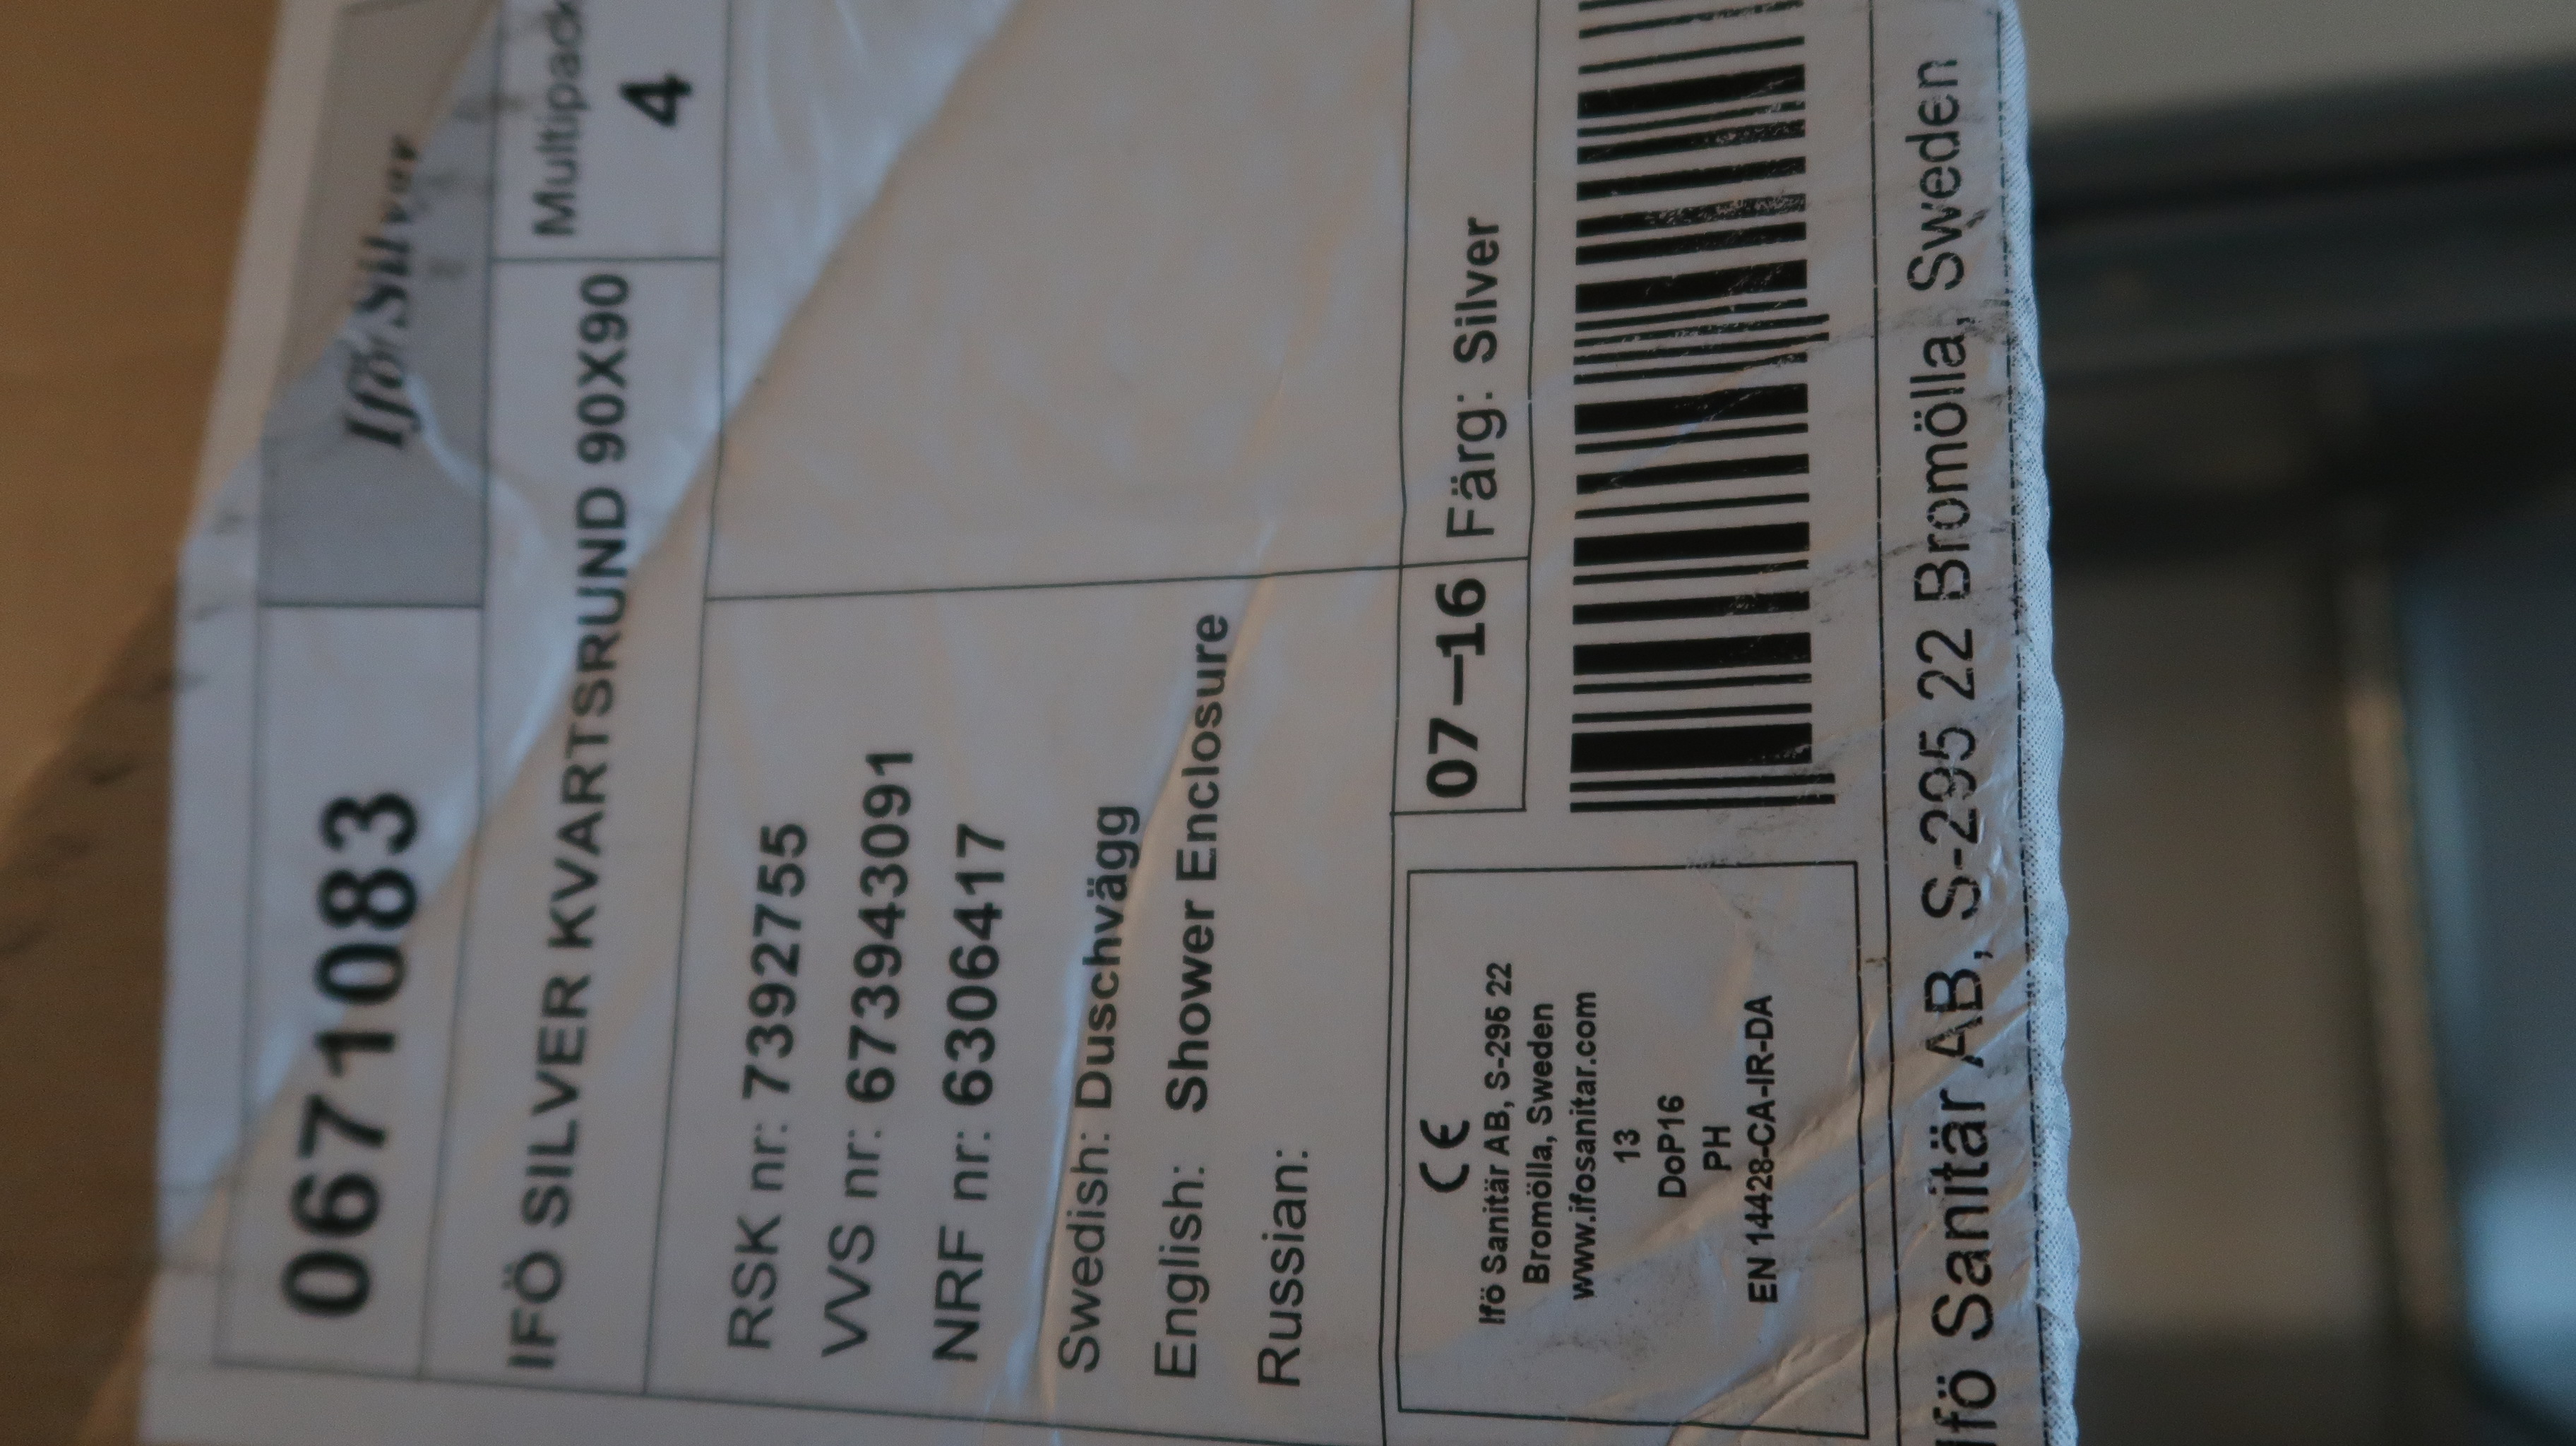 0671083
Ifö Silver
IFÖ SILVER KVARTSRUND 90X90
Multipack
4
RSK nr: 7392755
VVS nr: 673943091
NRF nr: 6306417
Swedish: Duschvägg
English: Shower Enclosure
Russian:
07-16 Färg: Silver
CE
Ifö Sanitär AB, S-296 22
Bromölla, Sweden
www.ifosanitar.com
13
DoP16
PH
EN 14428-CA-IR-DA
Ifö Sanitär AB, S-295 22 Bromölla, Sweden